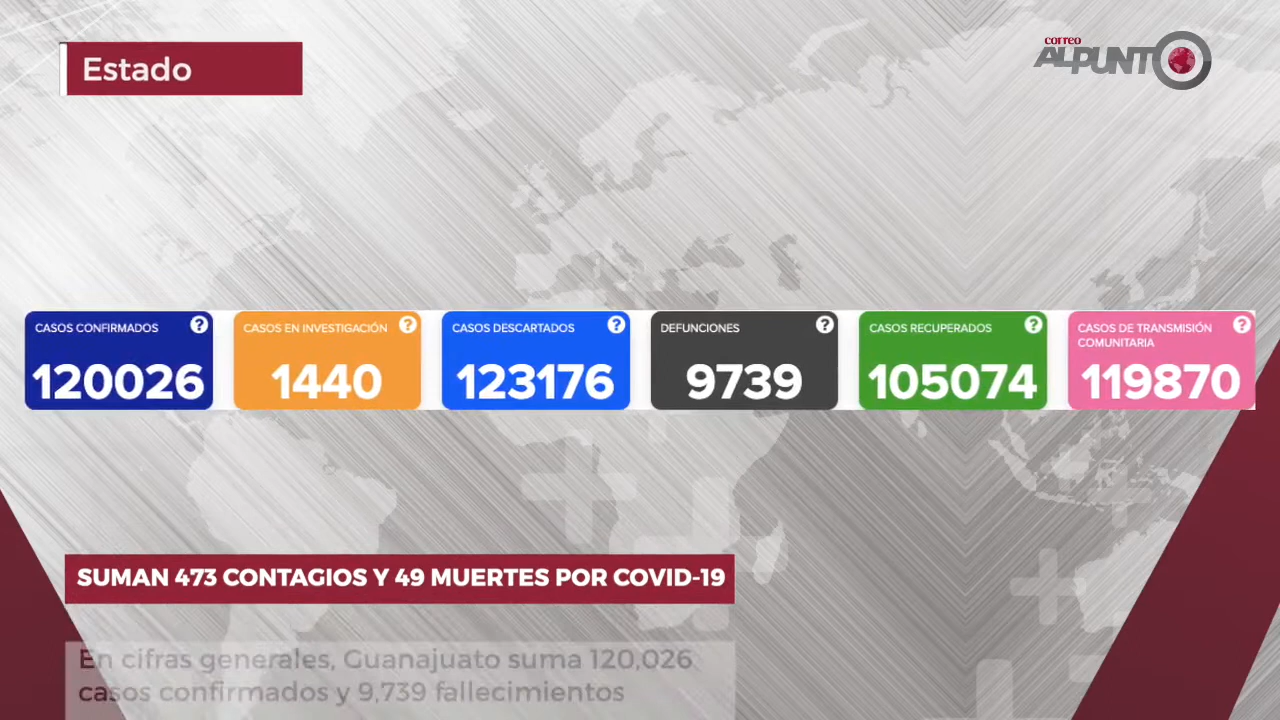 Estado
correo
ALPUNTO
CASOS CONFIRMADOS ?
120026
CASOS EN INVESTIGACIÓN ?
1440
CASOS DESCARTADOS ?
123176
DEFUNCIONES ?
9739
CASOS RECUPERADOS ?
105074
CASOS DE TRANSMISIÓN ?
COMUNITARIA
119870
SUMAN 473 CONTAGIOS Y 49 MUERTES POR COVID-19
En cifras generales, Guanajuato suma 120,026
casos confirmados y 9,739 fallecimientos